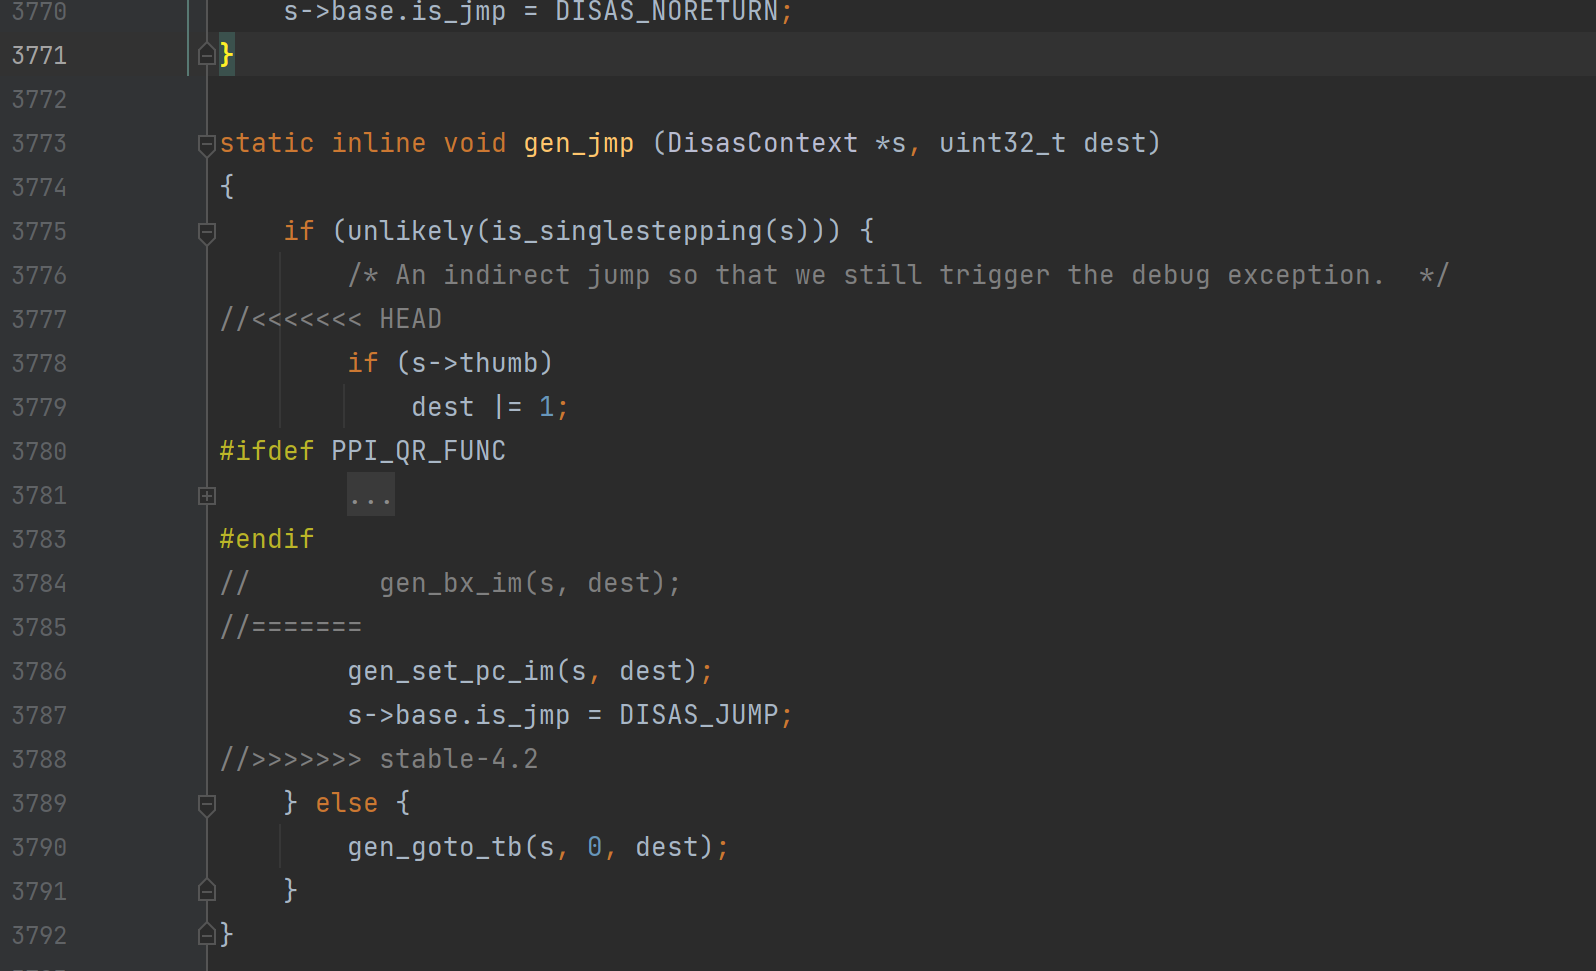 3770 s->base.is_jmp = DISAS_NORETURN;
3771 }
3772
3773 static inline void gen_jmp (DisasContext *s, uint32_t dest)
3774 {
3775 if (unlikely(is_singlestepping(s))) {
3776 /* An indirect jump so that we still trigger the debug exception.  */
3777 //<<<<<<< HEAD
3778 if (s->thumb)
3779 dest |= 1;
3780 #ifdef PPI_QR_FUNC
3781 ...
3783 #endif
3784 //        gen_bx_im(s, dest);
3785 //=======
3786 gen_set_pc_im(s, dest);
3787 s->base.is_jmp = DISAS_JUMP;
3788 //>>>>>>> stable-4.2
3789 } else {
3790 gen_goto_tb(s, 0, dest);
3791 }
3792 }